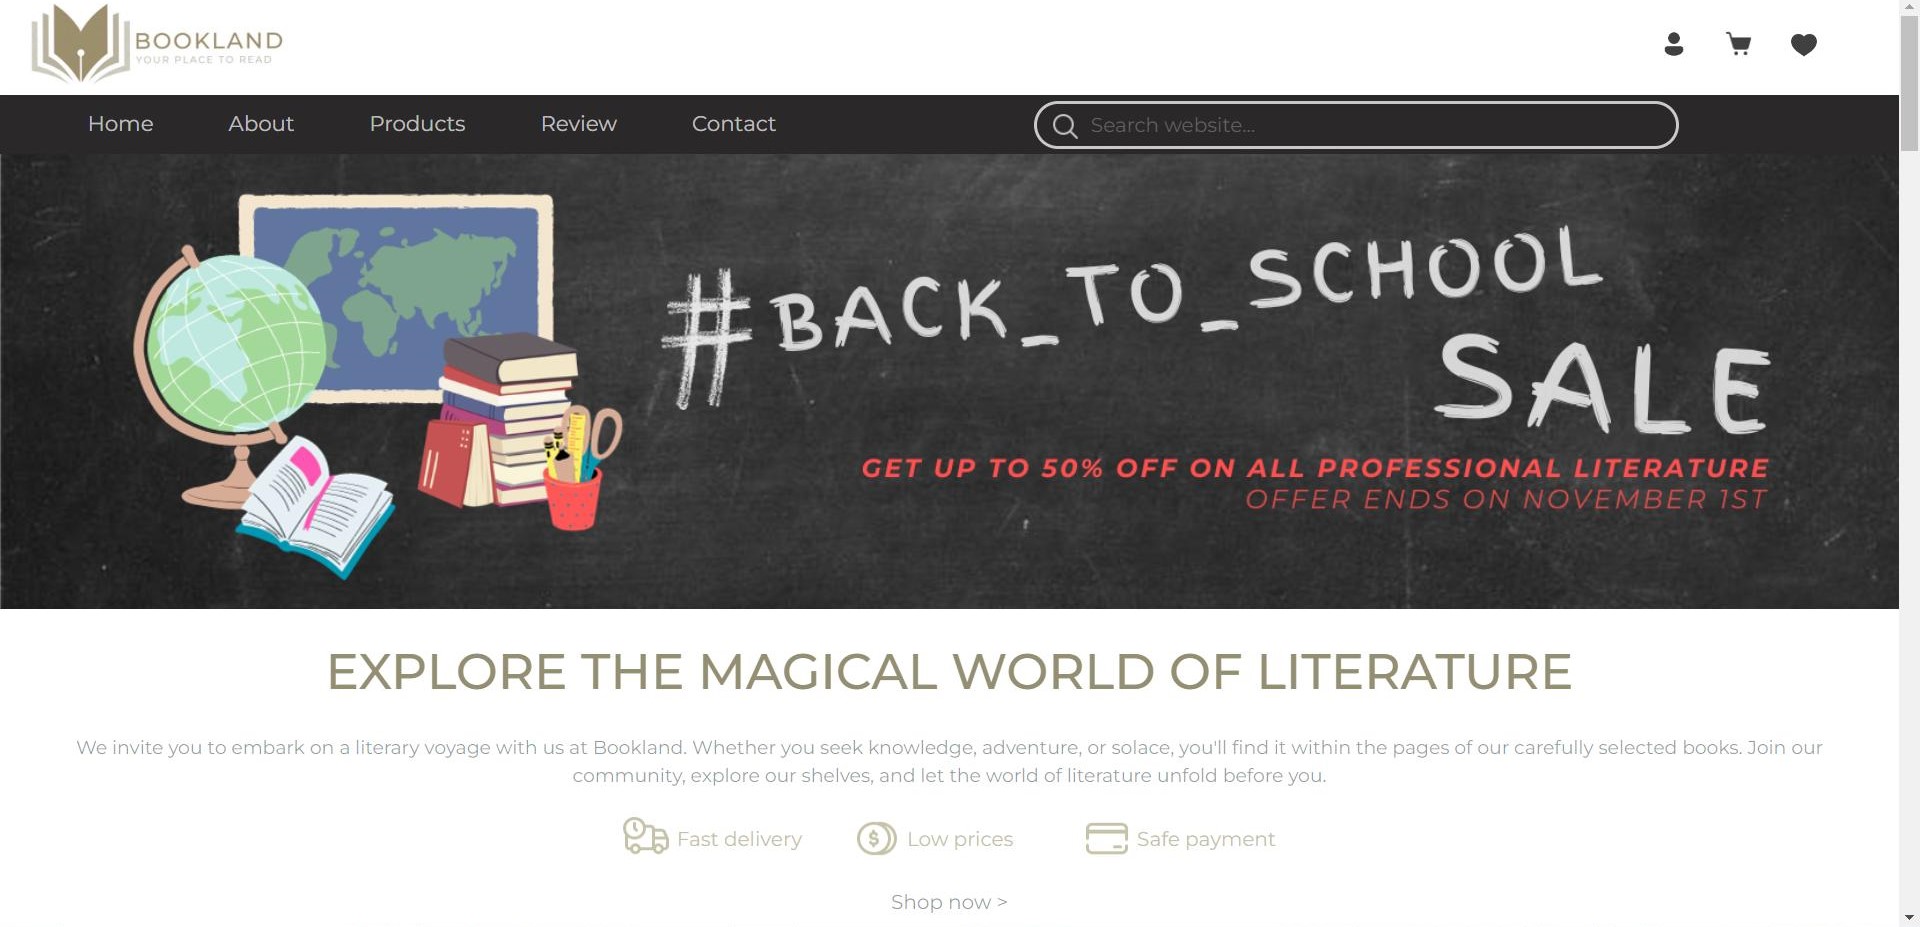 BOOKLAND
YOUR PLACE TO READ
Home About Products Review Contact
Search website...
#BACK_TO_SCHOOL
SALE
GET UP TO 50% OFF ON ALL PROFESSIONAL LITERATURE
OFFER ENDS ON NOVEMBER 1ST
EXPLORE THE MAGICAL WORLD OF LITERATURE
We invite you to embark on a literary voyage with us at Bookland. Whether you seek knowledge, adventure, or solace, you'll find it within the pages of our carefully selected books. Join our
community, explore our shelves, and let the world of literature unfold before you.
Fast delivery Low prices Safe payment
Shop now >